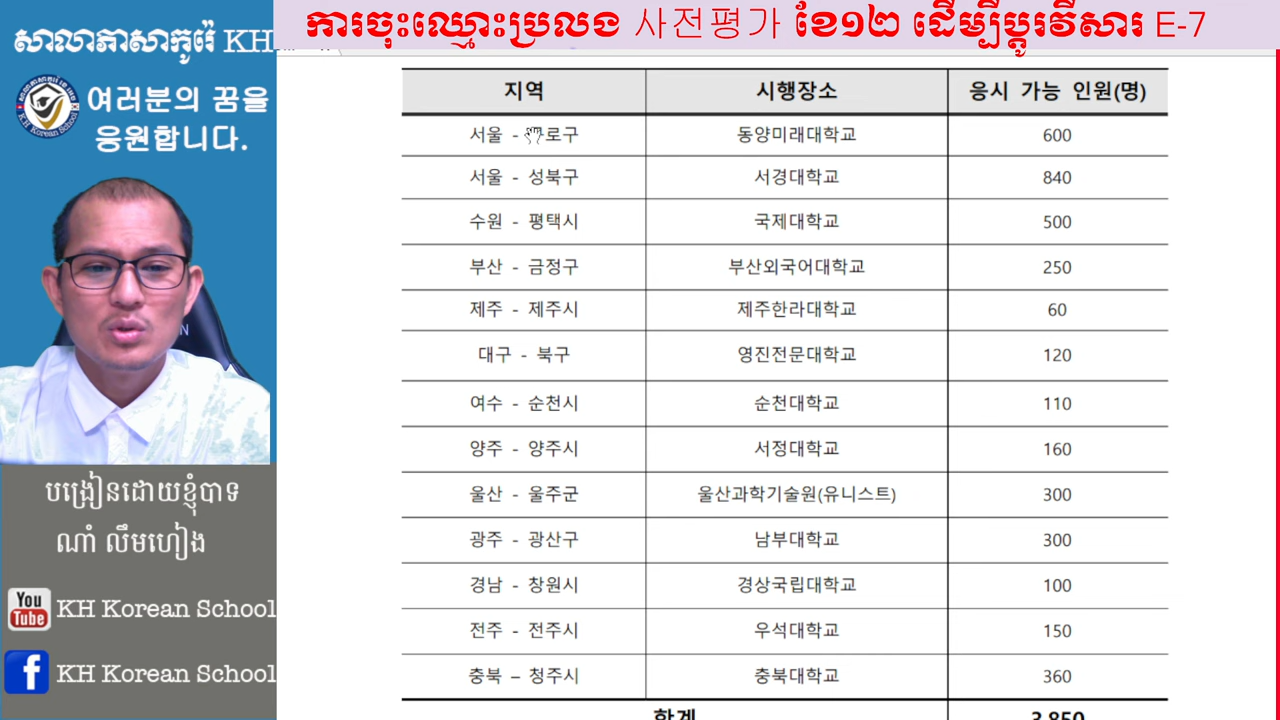 ការចុះឈ្មោះប្រលង 사전평가 ខែ១២ ដើម្បីប្តូរវីសារ E-7
សាលាភាសាកូរ៉េ KH
여러분의 꿈을
응원합니다.
បង្រៀនដោយខ្ញុំបាទ
ណាំ លឹមហៀង
You Tube KH Korean School
f KH Korean School
지역 시행장소 응시 가능 인원(명)
서울 - 로구 동양미래대학교 600
서울 - 성북구 서경대학교 840
수원 - 평택시 국제대학교 500
부산 - 금정구 부산외국어대학교 250
제주 - 제주시 제주한라대학교 60
대구 - 북구 영진전문대학교 120
여수 - 순천시 순천대학교 110
양주 - 양주시 서정대학교 160
울산 - 울주군 울산과학기술원(유니스트) 300
광주 - 광산구 남부대학교 300
경남 - 창원시 경상국립대학교 100
전주 - 전주시 우석대학교 150
충북 – 청주시 충북대학교 360
합계 3,850